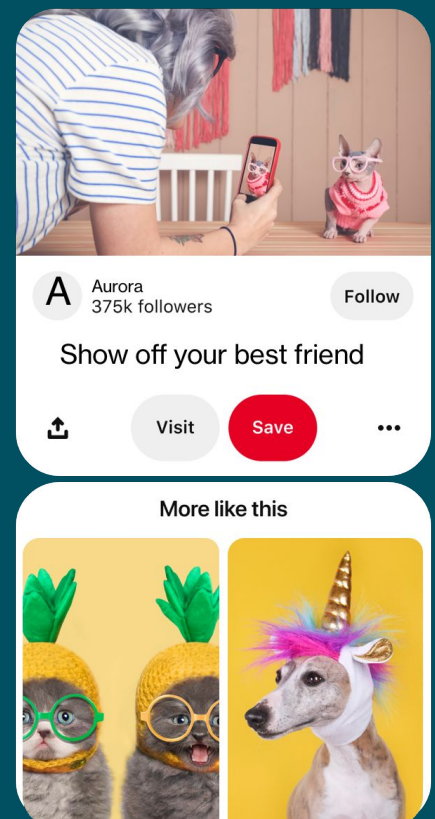 A
Aurora
375k followers
Follow
Show off your best friend
Visit
Save
More like this